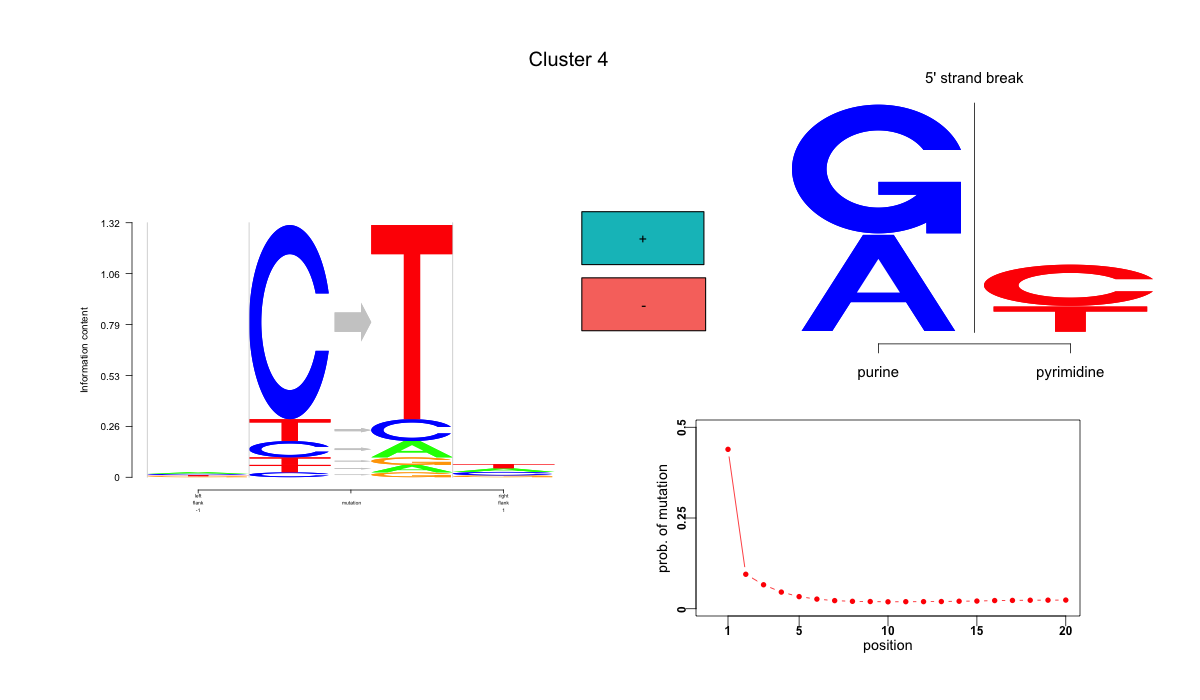 Cluster 4
5' strand break
G
A
C
T
purine
pyrimidine
+
-
Information content
1.32
1.06
0.79
0.53
0.26
0
C
T
T
C
C
A
T
left
flank
-1
mutation
right
flank
1
prob. of mutation
0.5
0.25
0
1
5
10
15
20
position